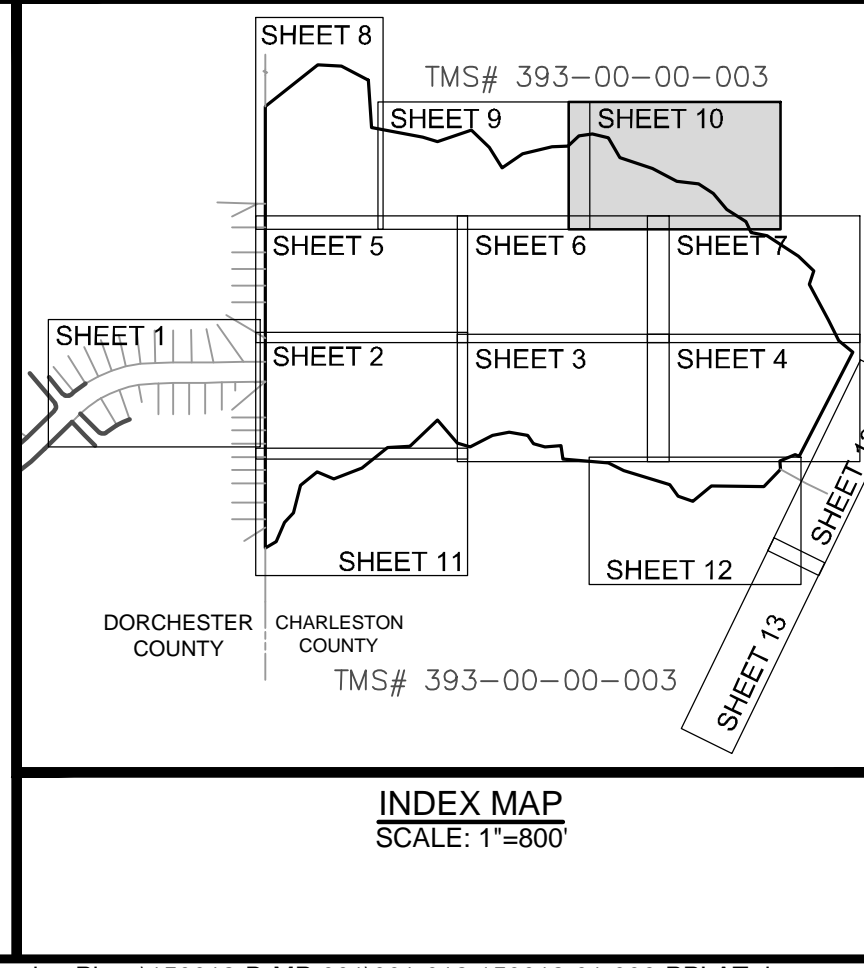 SHEET 8
TMS# 393-00-00-003
SHEET 9
SHEET 10
SHEET 5
SHEET 6
SHEET 7
SHEET 1
SHEET 2
SHEET 3
SHEET 4
SHEET
SHEET 11
SHEET 12
SHEET 13
DORCHESTER COUNTY
CHARLESTON COUNTY
TMS# 393-00-00-003
INDEX MAP
SCALE: 1"=800'